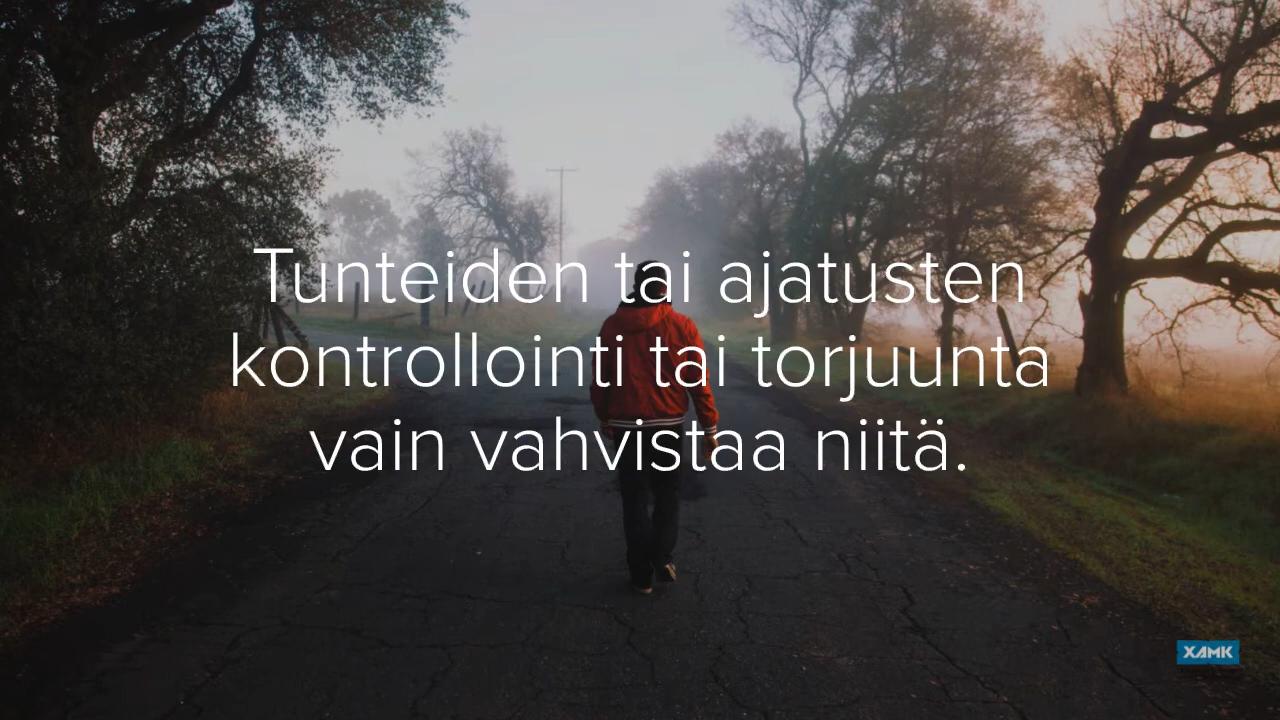 Tunteiden tai ajatusten
kontrollointi tai torjuunta
vain vahvistaa niitä.
XAMK